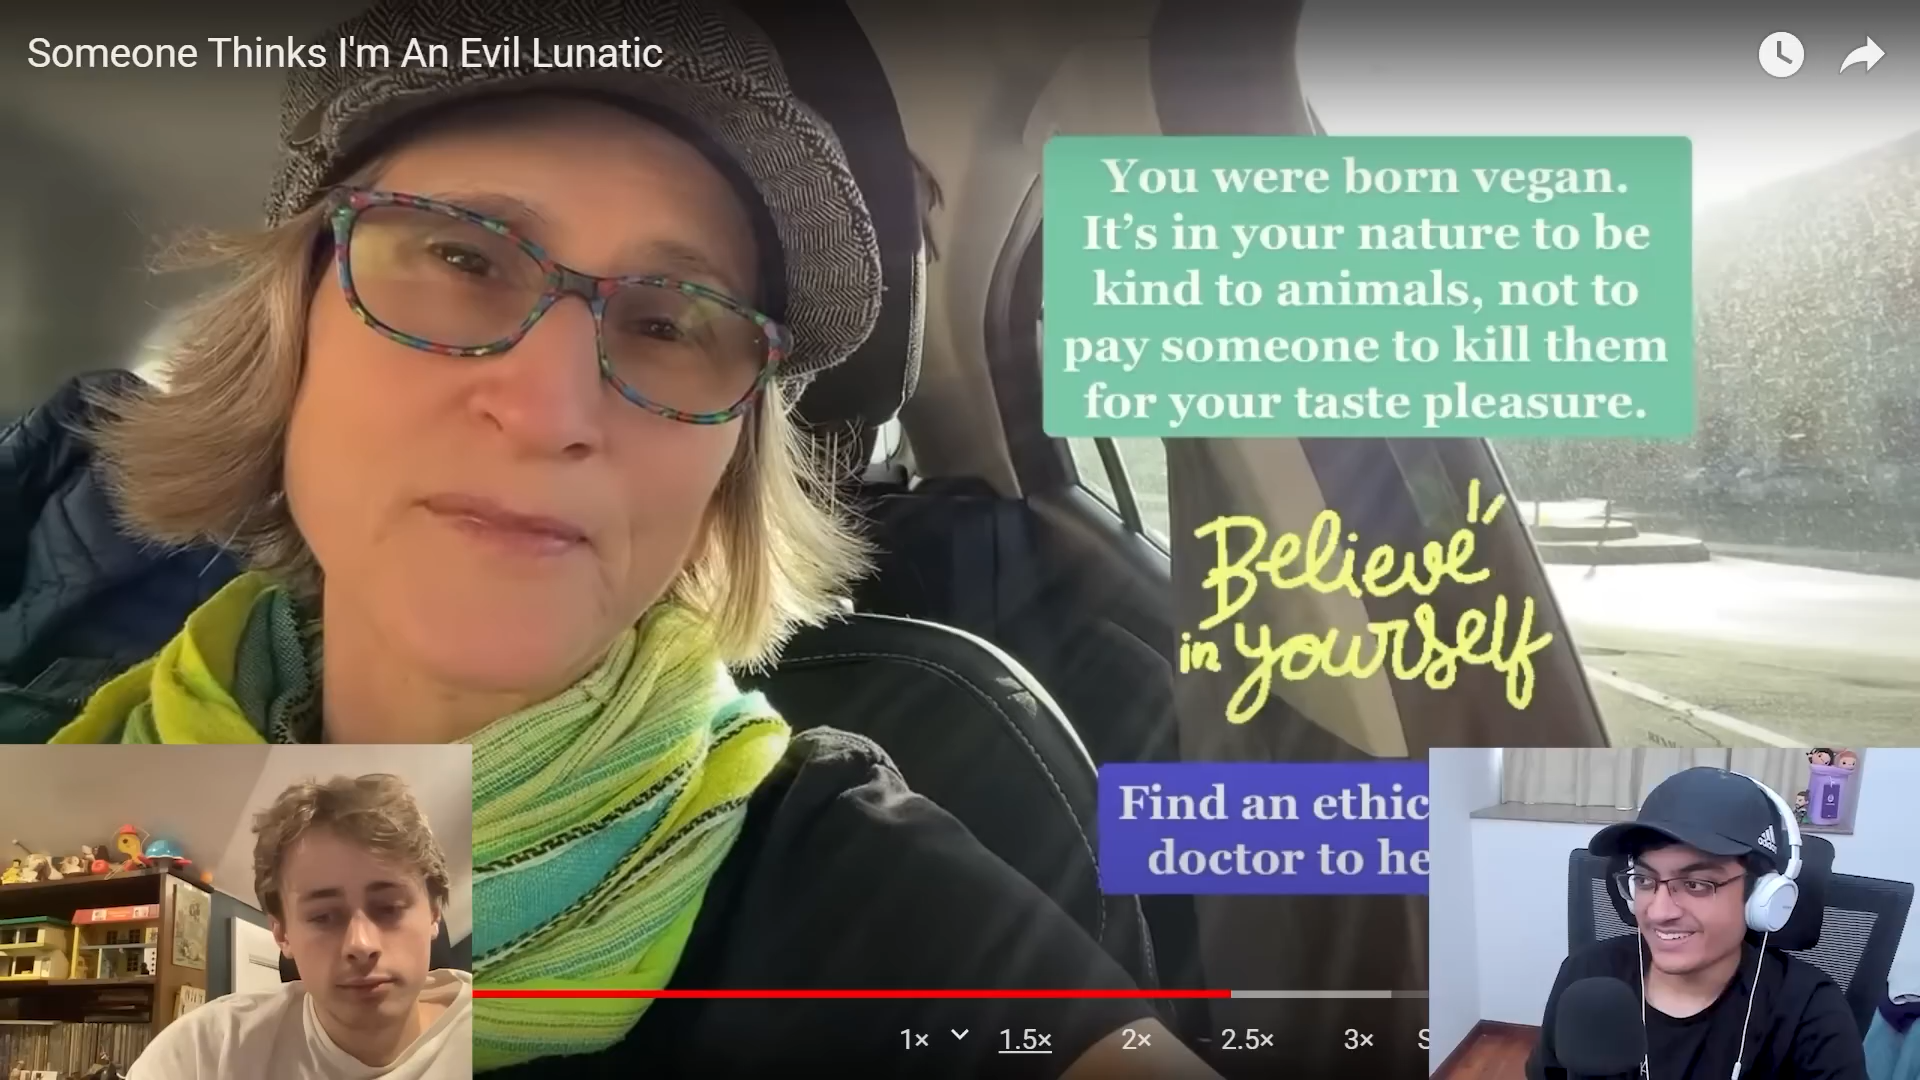 Someone Thinks I'm An Evil Lunatic
You were born vegan.
It's in your nature to be
kind to animals, not to
pay someone to kill them
for your taste pleasure.
Believe
in yourself
Find an ethic
doctor to he
adidas
1× 1.5× 2× 2.5× 3× S